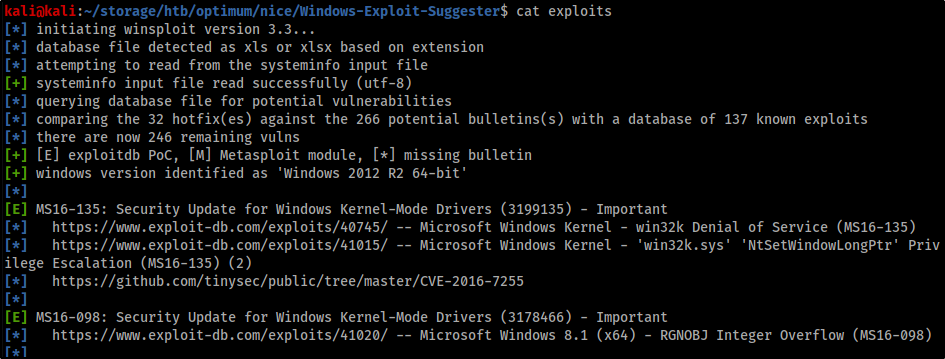 kali@kali:~/storage/htb/optimum/nice/Windows-Exploit-Suggester$ cat exploits
[*] initiating winsploit version 3.3...
[*] database file detected as xls or xlsx based on extension
[*] attempting to read from the systeminfo input file
[+] systeminfo input file read successfully (utf-8)
[*] querying database file for potential vulnerabilities
[*] comparing the 32 hotfix(es) against the 266 potential bulletins(s) with a database of 137 known exploits
[*] there are now 246 remaining vulns
[+] [E] exploitdb PoC, [M] Metasploit module, [*] missing bulletin
[+] windows version identified as 'Windows 2012 R2 64-bit'
[*]
[E] MS16-135: Security Update for Windows Kernel-Mode Drivers (3199135) - Important
[*]   https://www.exploit-db.com/exploits/40745/ -- Microsoft Windows Kernel - win32k Denial of Service (MS16-135)
[*]   https://www.exploit-db.com/exploits/41015/ -- Microsoft Windows Kernel - 'win32k.sys' 'NtSetWindowLongPtr' Priv
ilege Escalation (MS16-135) (2)
[*]   https://github.com/tinysec/public/tree/master/CVE-2016-7255
[*]
[E] MS16-098: Security Update for Windows Kernel-Mode Drivers (3178466) - Important
[*]   https://www.exploit-db.com/exploits/41020/ -- Microsoft Windows 8.1 (x64) - RGNOBJ Integer Overflow (MS16-098)
[*]